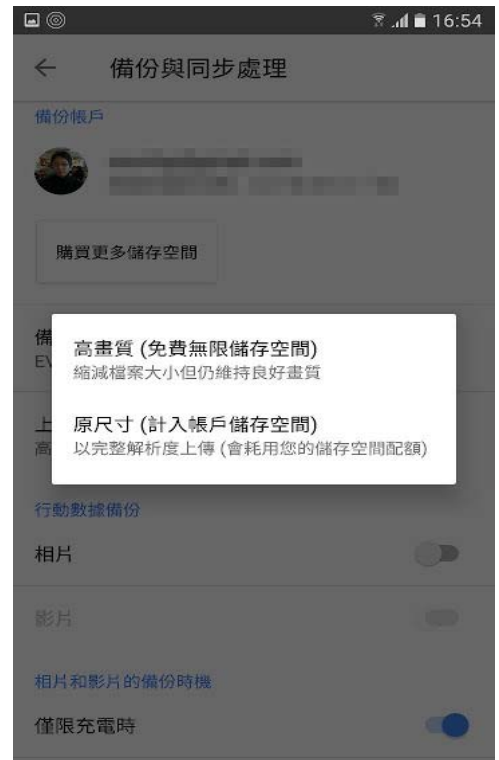 16:54
備份與同步處理
備份帳戶
購買更多儲存空間
備
EV
高畫質 (免費無限儲存空間)
縮減檔案大小但仍維持良好畫質
上
高
原尺寸 (計入帳戶儲存空間)
以完整解析度上傳 (會耗用您的儲存空間配額)
行動數據備份
相片
影片
相片和影片的備份時機
僅限充電時